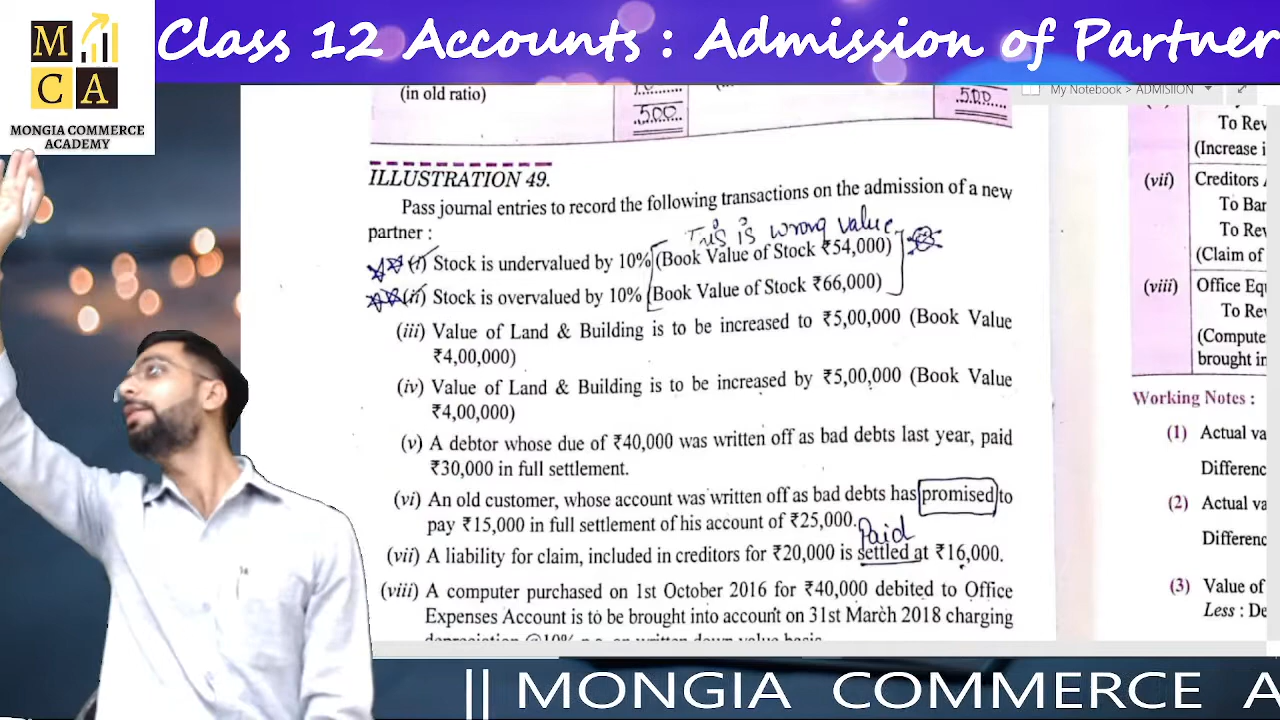 Class 12 Accounts : Admission of Partner
M
C A
MONGIA COMMERCE
ACADEMY
My Notebook > ADMISIION
(in old ratio)
500
500
ILLUSTRATION 49.
Pass journal entries to record the following transactions on the admission of a new
partner :
This is wrong value
(i) Stock is undervalued by 10% (Book Value of Stock ₹54,000)
(ii) Stock is overvalued by 10% (Book Value of Stock ₹66,000)
(iii) Value of Land & Building is to be increased to ₹5,00,000 (Book Value
₹4,00,000)
(iv) Value of Land & Building is to be increased by ₹5,00,000 (Book Value
₹4,00,000)
(v) A debtor whose due of ₹40,000 was written off as bad debts last year, paid
₹30,000 in full settlement.
(vi) An old customer, whose account was written off as bad debts has promised to
pay ₹15,000 in full settlement of his account of ₹25,000.
Paid
(vii) A liability for claim, included in creditors for ₹20,000 is settled at ₹16,000.
(viii) A computer purchased on 1st October 2016 for ₹40,000 debited to Office
Expenses Account is to be brought into account on 31st March 2018 charging
depreciation @10% p.a. on written down value basis.
To Rev
(Increase i
(vii) Creditors
To Bar
To Rev
(Claim of
(viii) Office Equ
To Rev
(Compute
brought in
Working Notes :
(1) Actual va
Differenc
(2) Actual va
Differenc
(3) Value of
Less : De
|| MONGIA COMMERCE A